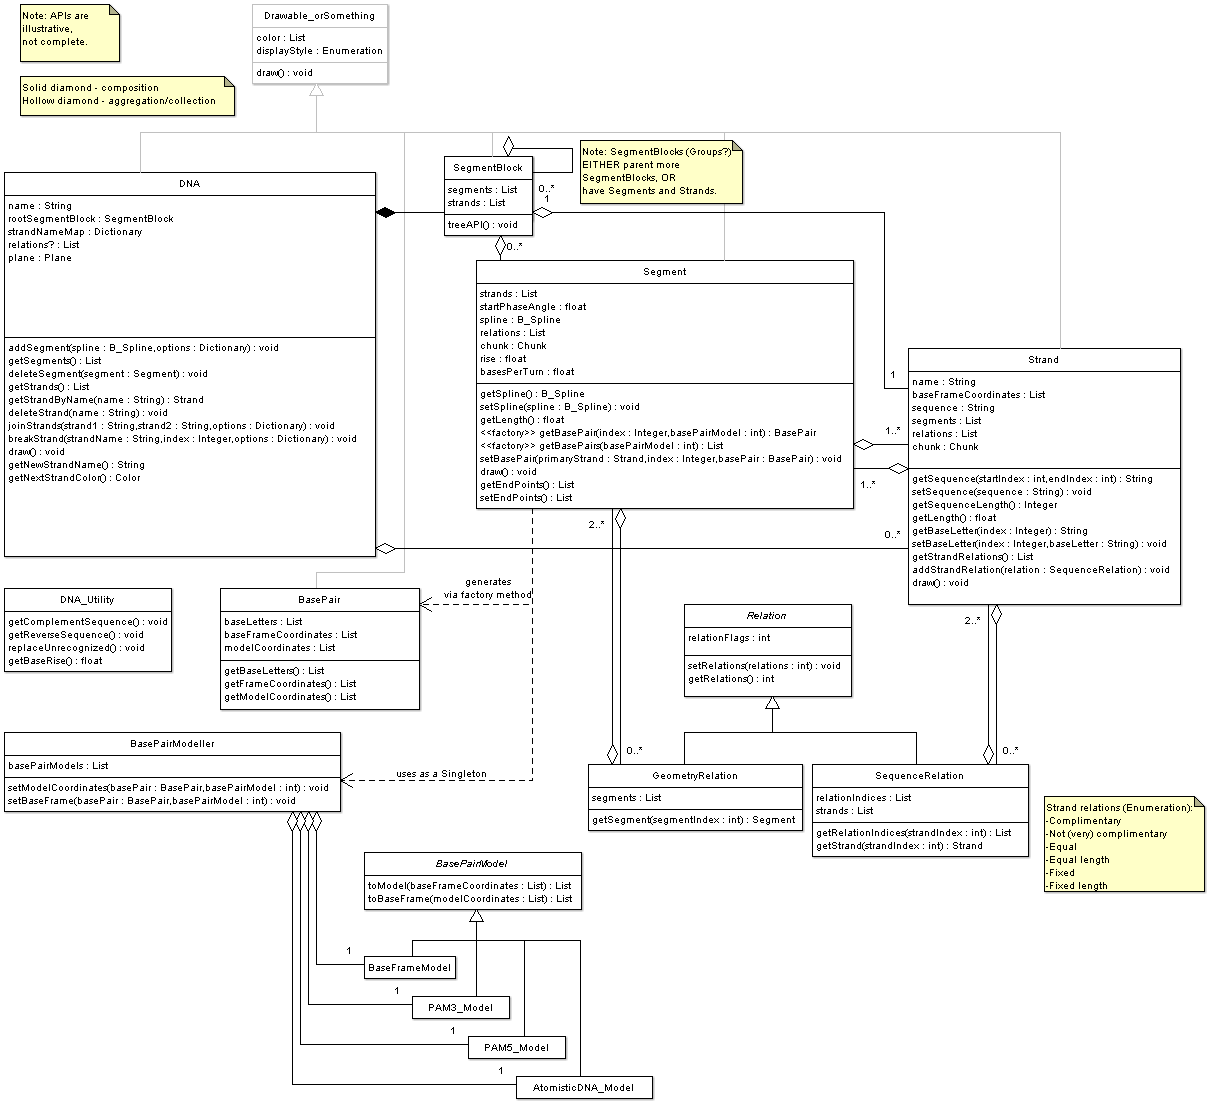 Note: APIs are
illustrative,
not complete.
Solid diamond - composition
Hollow diamond - aggregation/collection
Drawable_orSomething
color : List
displayStyle : Enumeration
draw() : void
SegmentBlock
segments : List
strands : List
treeAPI() : void
0..*
1
0..*
Note: SegmentBlocks (Groups?)
EITHER parent more
SegmentBlocks, OR
have Segments and Strands.
DNA
name : String
rootSegmentBlock : SegmentBlock
strandNameMap : Dictionary
relations? : List
plane : Plane
addSegment(spline : B_Spline,options : Dictionary) : void
getSegments() : List
deleteSegment(segment : Segment) : void
getStrands() : List
getStrandByName(name : String) : Strand
deleteStrand(name : String) : void
joinStrands(strand1 : String,strand2 : String,options : Dictionary) : void
breakStrand(strandName : String,index : Integer,options : Dictionary) : void
draw() : void
getNewStrandName() : String
getNextStrandColor() : Color
Segment
strands : List
startPhaseAngle : float
spline : B_Spline
relations : List
chunk : Chunk
rise : float
basesPerTurn : float
getSpline() : B_Spline
setSpline(spline : B_Spline) : void
getLength() : float
<<factory>> getBasePair(index : Integer,basePairModel : int) : BasePair
<<factory>> getBasePairs(basePairModel : int) : List
setBasePair(primaryStrand : Strand,index : Integer,basePair : BasePair) : void
draw() : void
getEndPoints() : List
setEndPoints() : List
1
1..*
1..*
0..*
Strand
name : String
baseFrameCoordinates : List
sequence : String
segments : List
relations : List
chunk : Chunk
getSequence(startIndex : int,endIndex : int) : String
setSequence(sequence : String) : void
getSequenceLength() : Integer
getLength() : float
getBaseLetter(index : Integer) : String
setBaseLetter(index : Integer,baseLetter : String) : void
getStrandRelations() : List
addStrandRelation(relation : SequenceRelation) : void
draw() : void
2..*
2..*
generates
via factory method
DNA_Utility
getComplementSequence() : void
getReverseSequence() : void
replaceUnrecognized() : void
getBaseRise() : float
BasePair
baseLetters : List
baseFrameCoordinates : List
modelCoordinates : List
getBaseLetters() : List
getFrameCoordinates() : List
getModelCoordinates() : List
Relation
relationFlags : int
setRelations(relations : int) : void
getRelations() : int
BasePairModeller
basePairModels : List
setModelCoordinates(basePair : BasePair,basePairModel : int) : void
setBaseFrame(basePair : BasePair,basePairModel : int) : void
uses as a Singleton
0..*
0..*
GeometryRelation
segments : List
getSegment(segmentIndex : int) : Segment
SequenceRelation
relationIndices : List
strands : List
getRelationIndices(strandIndex : int) : List
getStrand(strandIndex : int) : Strand
Strand relations (Enumeration):
-Complimentary
-Not (very) complimentary
-Equal
-Equal length
-Fixed
-Fixed length
BasePairModel
toModel(baseFrameCoordinates : List) : List
toBaseFrame(modelCoordinates : List) : List
1
BaseFrameModel
1
PAM3_Model
1
PAM5_Model
1
AtomisticDNA_Model